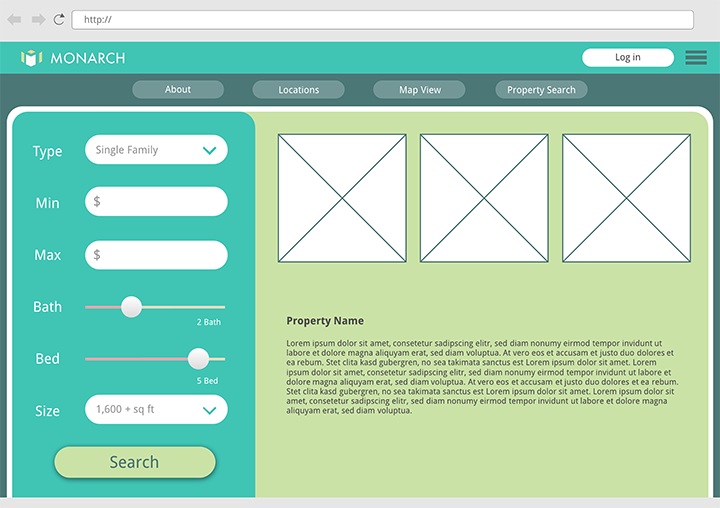 http://
MONARCH
Log in
About
Locations
Map View
Property Search
Type
Single Family
Min
$
Max
$
Bath
2 Bath
Bed
5 Bed
Size
1,600 + sq ft
Search
Property Name
Lorem ipsum dolor sit amet, consetetur sadipscing elitr, sed diam nonumy eirmod tempor invidunt ut
labore et dolore magna aliquyam erat, sed diam voluptua. At vero eos et accusam et justo duo dolores et
ea rebum. Stet clita kasd gubergren, no sea takimata sanctus est Lorem ipsum dolor sit amet. Lorem
ipsum dolor sit amet, consetetur sadipscing elitr, sed diam nonumy eirmod tempor invidunt ut labore et
dolore magna aliquyam erat, sed diam voluptua. At vero eos et accusam et justo duo dolores et ea rebum.
Stet clita kasd gubergren, no sea takimata sanctus est Lorem ipsum dolor sit amet. Lorem ipsum dolor sit
amet, consetetur sadipscing elitr, sed diam nonumy eirmod tempor invidunt ut labore et dolore magna
aliquyam erat, sed diam voluptua.